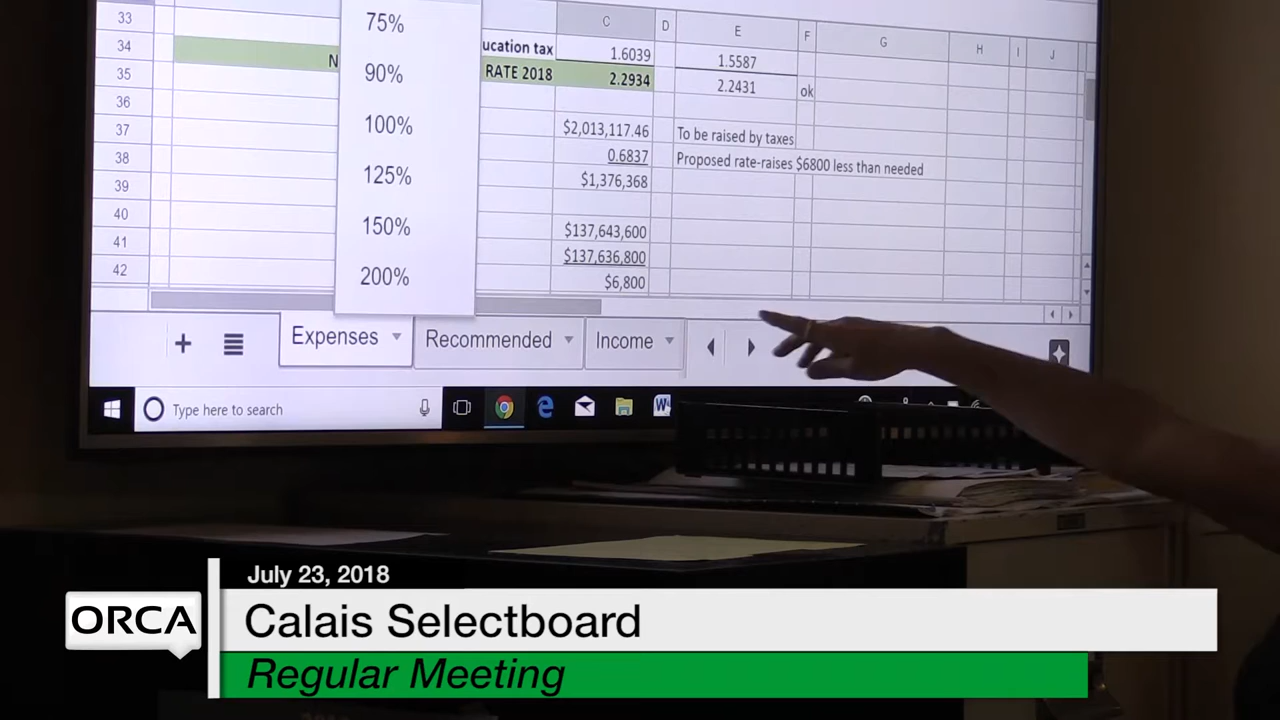 75%
90%
100%
125%
150%
200%
C D E F G H I J
33
34 ucation tax 1.6039 1.5587
35 N RATE 2018 2.2934 2.2431 ok
36
37 $2,013,117.46 To be raised by taxes
38 0.6837 Proposed rate-raises $6800 less than needed
39 $1,376,368
40
41 $137,643,600
42 $137,636,800
$6,800
+ Expenses Recommended Income
Type here to search
W
July 23, 2018
ORCA
Calais Selectboard
Regular Meeting